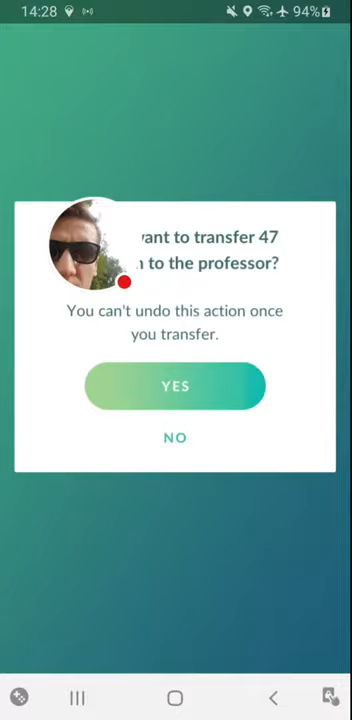 14:28 94%
want to transfer 47
to the professor?
You can't undo this action once
you transfer.
YES
NO